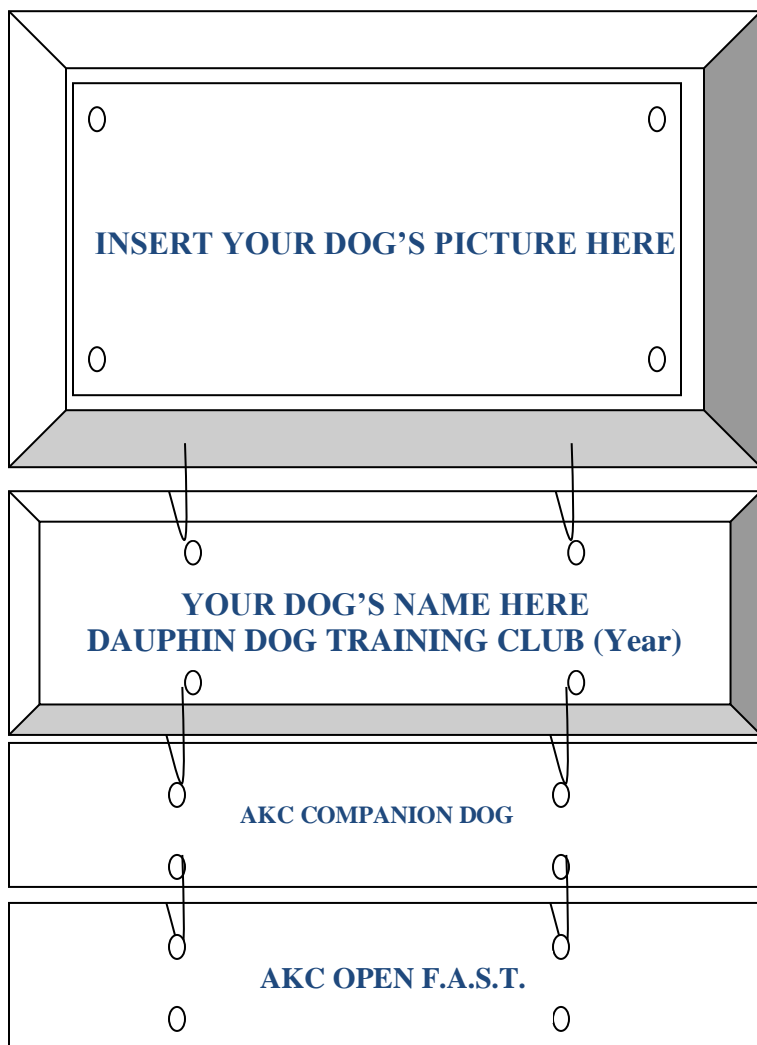 INSERT YOUR DOG’S PICTURE HERE
YOUR DOG’S NAME HERE
DAUPHIN DOG TRAINING CLUB (Year)
AKC COMPANION DOG
AKC OPEN F.A.S.T.